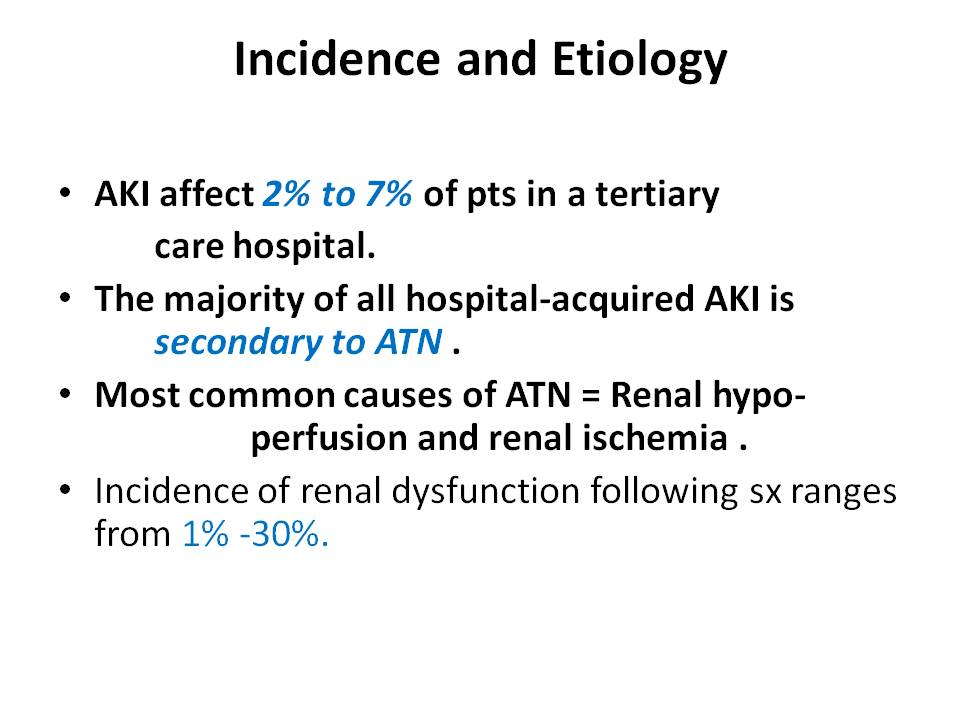 Incidence and Etiology
• AKI affect 2% to 7% of pts in a tertiary
care hospital.
• The majority of all hospital-acquired AKI is
secondary to ATN .
• Most common causes of ATN = Renal hypo-
perfusion and renal ischemia .
• Incidence of renal dysfunction following sx ranges
from 1% -30%.